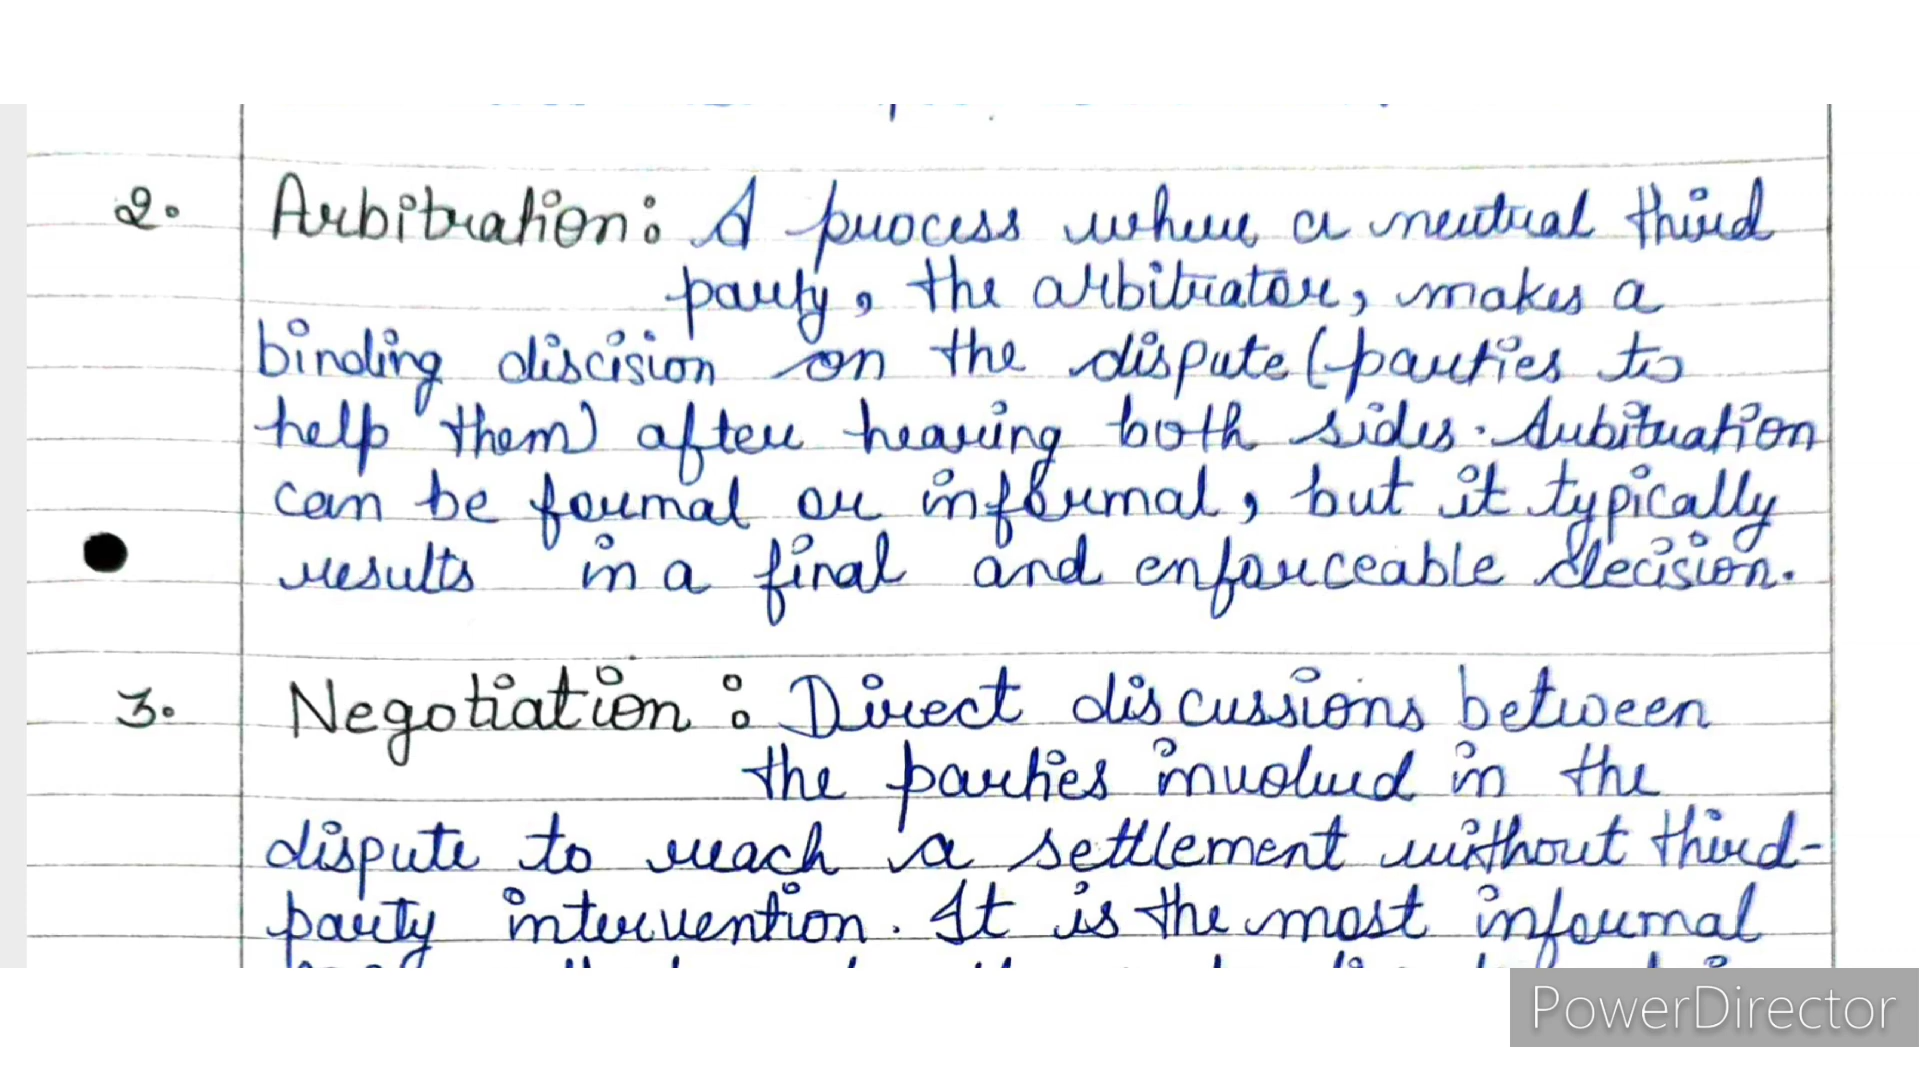 2. Arbitration: A process where a neutral third
party, the arbitrator, makes a
binding discision on the dispute (parties to
help them) after hearing both sides. Arbitration
can be formal or informal, but it typically
results in a final and enforceable decision.
3. Negotiation: Direct discussions between
the parties involved in the
dispute to reach a settlement without third-
party intervention. It is the most informal
PowerDirector